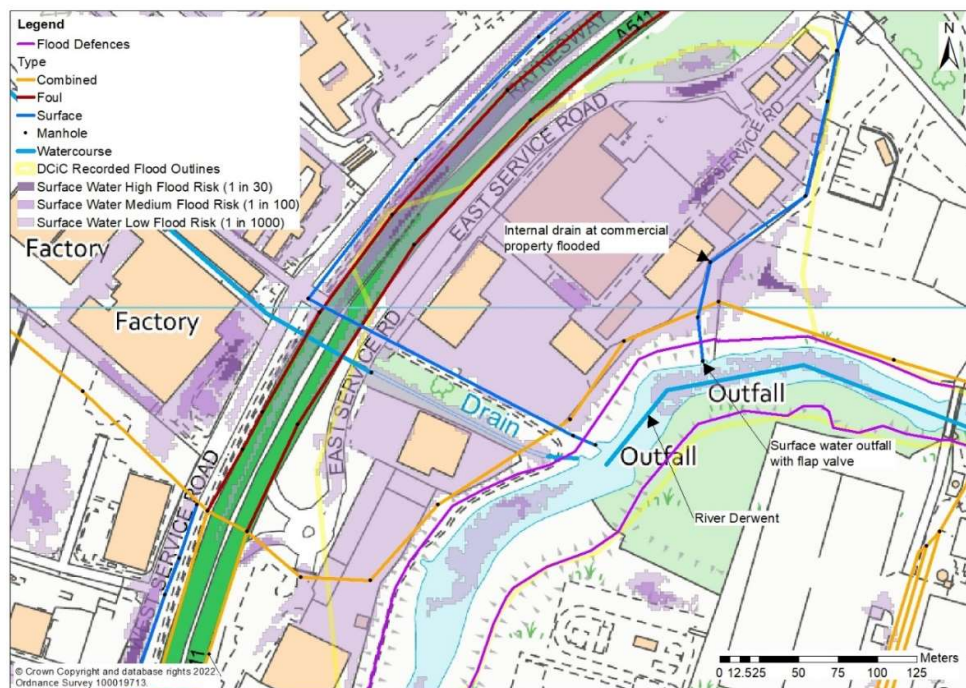 Legend
Flood Defences
Type
Combined
Foul
Surface
Manhole
Watercourse
DCiC Recorded Flood Outlines
Surface Water High Flood Risk (1 in 30)
Surface Water Medium Flood Risk (1 in 100)
Surface Water Low Flood Risk (1 in 1000)
N
RAYNESWAY
A511
EAST SERVICE ROAD
SERVICE RD
Internal drain at commercial
property flooded
Factory
Factory
EAST SERVICE RD
Drain
Outfall
Outfall
Surface water outfall
with flap valve
River Derwent
WEST SERVICE ROAD
11
© Crown Copyright and database rights 2022.
Ordnance Survey 100019713.
Meters
0 12.525 50 75 100 125